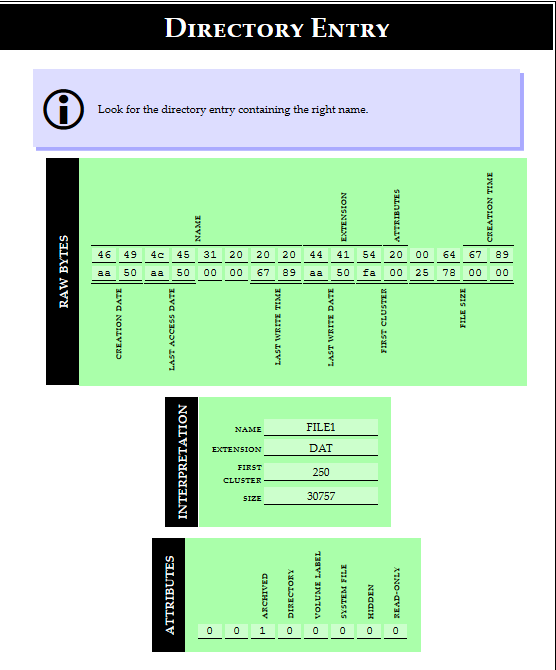 DIRECTORY ENTRY
Look for the directory entry containing the right name.
RAW BYTES
NAME
EXTENSION
ATTRIBUTES
CREATION TIME
46 49 4c 45 31 20 20 20 44 41 54 20 00 64 67 89
aa 50 aa 50 00 00 67 89 aa 50 fa 00 25 78 00 00
CREATION DATE
LAST ACCESS DATE
LAST WRITE TIME
LAST WRITE DATE
FIRST CLUSTER
FILE SIZE
INTERPRETATION
NAME FILE1
EXTENSION DAT
FIRST
CLUSTER 250
SIZE 30757
ATTRIBUTES
ARCHIVED
DIRECTORY
VOLUME LABEL
SYSTEM FILE
HIDDEN
READ-ONLY
0 0 1 0 0 0 0 0